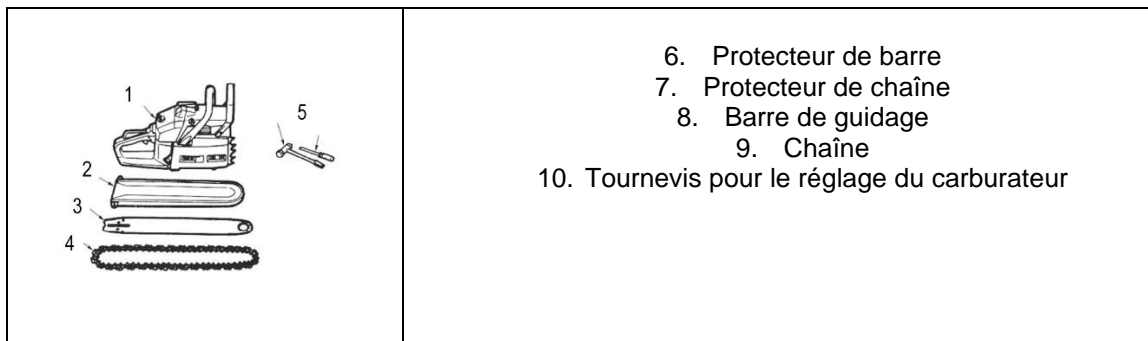 1
5
2
3
4
6. Protecteur de barre
7. Protecteur de chaîne
8. Barre de guidage
9. Chaîne
10. Tournevis pour le réglage du carburateur